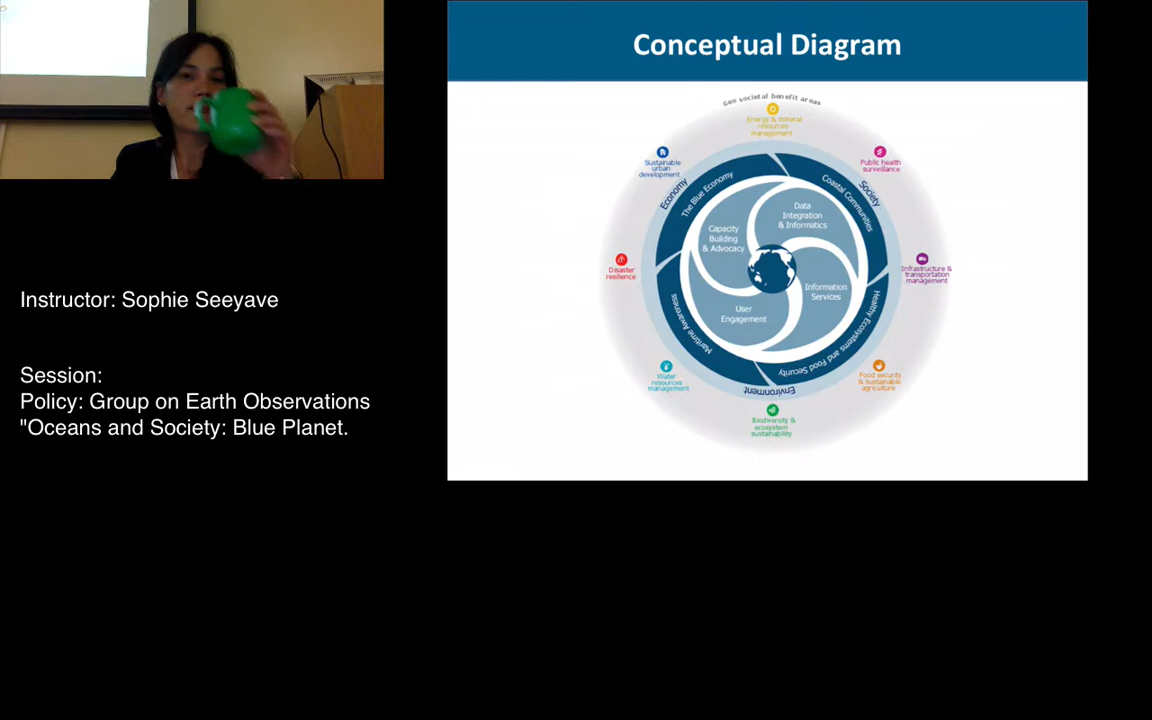 Conceptual Diagram
Geo societal benefit areas
Energy & mineral
resources
management
Sustainable
urban
development
Public health
surveillance
Economy
Society
The Blue Economy
Coastal Communities
Data
Integration
& Informatics
Capacity
Building
& Advocacy
Disaster
resilience
Infrastructure &
transportation
management
Information
Services
User
Engagement
Maritime Awareness
Healthy Ecosystems and Food Security
Environment
Water
resources
management
Food security
& sustainable
agriculture
Biodiversity &
ecosystem
sustainability
Instructor: Sophie Seeyave
Session:
Policy: Group on Earth Observations
"Oceans and Society: Blue Planet.